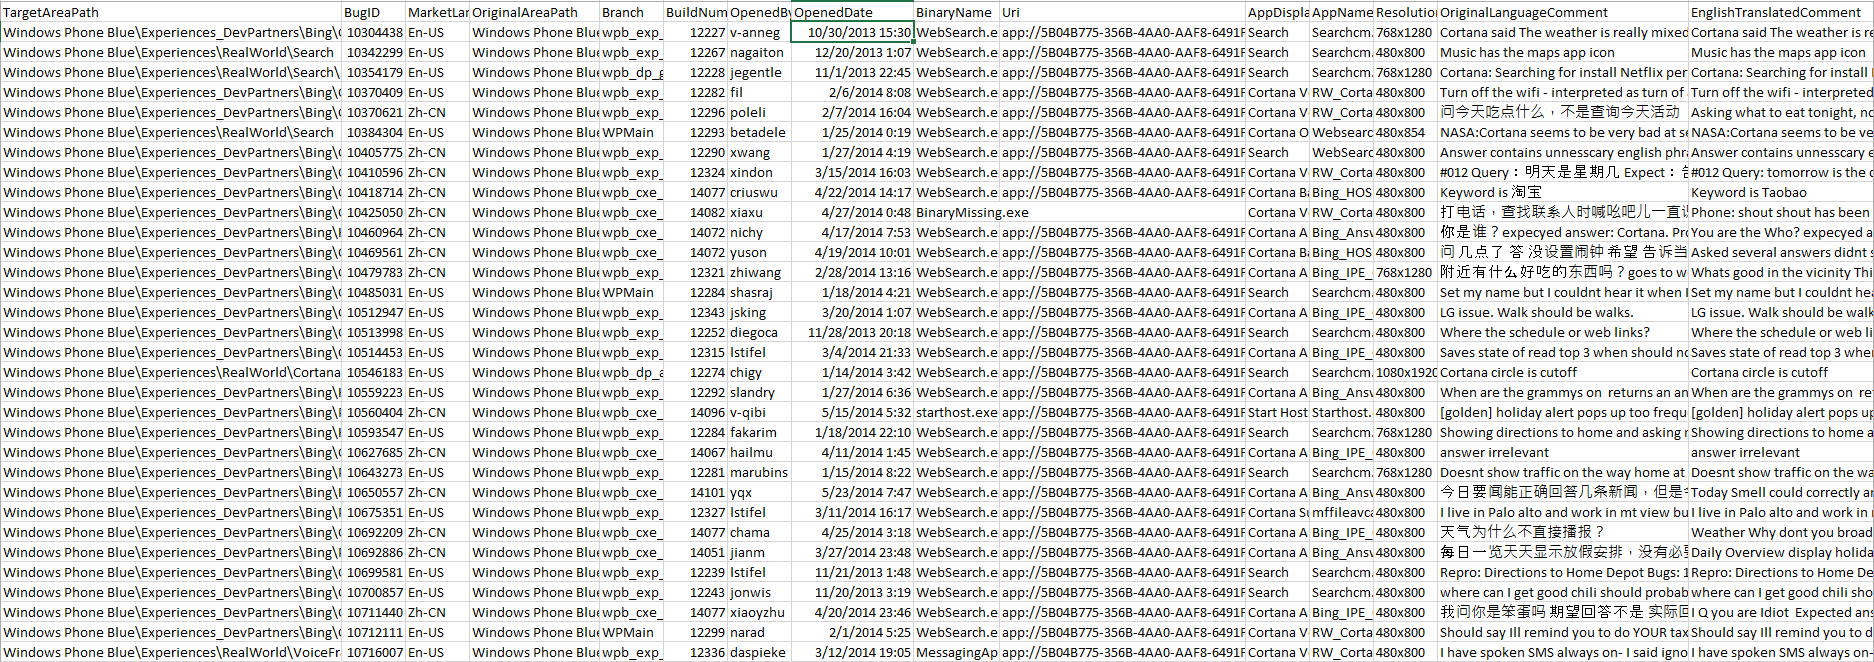 TargetAreaPath BugID MarketLan OriginalAreaPath Branch BuildNum OpenedBy OpenedDate BinaryName Uri AppDispla AppName Resolution OriginalLanguageComment EnglishTranslatedComment
Windows Phone Blue\Experiences_DevPartners\Bing\ 10304438 En-US Windows Phone Blue wpb_exp_ 12227 v-anneg 10/30/2013 15:30 WebSearch.e app://5B04B775-356B-4AA0-AAF8-6491F Search Searchcm. 768x1280 Cortana said The weather is really mixed Cortana said The weather is re
Windows Phone Blue\Experiences\RealWorld\Search 10342299 En-US Windows Phone Blue wpb_exp_ 12267 nagaiton 12/20/2013 1:07 WebSearch.e app://5B04B775-356B-4AA0-AAF8-6491F Search Searchcm. 480x800 Music has the maps app icon Music has the maps app icon
Windows Phone Blue\Experiences\RealWorld\Search\ 10354179 En-US Windows Phone Blue wpb_dp_g 12228 jegentle 11/1/2013 22:45 WebSearch.e app://5B04B775-356B-4AA0-AAF8-6491F Search Searchcm. 768x1280 Cortana: Searching for install Netflix per Cortana: Searching for install
Windows Phone Blue\Experiences_DevPartners\Bing\ 10370409 En-US Windows Phone Blue wpb_exp_ 12282 fil 2/6/2014 8:08 WebSearch.e app://5B04B775-356B-4AA0-AAF8-6491F Cortana V RW_Corta 480x800 Turn off the wifi - interpreted as turn of Turn off the wifi - interpreted
Windows Phone Blue\Experiences_DevPartners\Bing\ 10370621 Zh-CN Windows Phone Blue wpb_exp_ 12296 poleli 2/7/2014 16:04 WebSearch.e app://5B04B775-356B-4AA0-AAF8-6491F Cortana V RW_Corta 480x800 问今天吃点什么，不是查询今天活动 Asking what to eat tonight, no
Windows Phone Blue\Experiences\RealWorld\Search 10384304 En-US Windows Phone Blue WPMain 12293 betadele 1/25/2014 0:19 WebSearch.e app://5B04B775-356B-4AA0-AAF8-6491F Cortana O Websearc 480x854 NASA:Cortana seems to be very bad at se NASA:Cortana seems to be ve
Windows Phone Blue\Experiences_DevPartners\Bing\ 10405775 Zh-CN Windows Phone Blue wpb_exp_ 12290 xwang 1/27/2014 4:19 WebSearch.e app://5B04B775-356B-4AA0-AAF8-6491F Search WebSearc 480x800 Answer contains unnesscary english phra Answer contains unnescary e
Windows Phone Blue\Experiences_DevPartners\Bing\ 10410596 Zh-CN Windows Phone Blue wpb_exp_ 12324 xindon 3/15/2014 16:03 WebSearch.e app://5B04B775-356B-4AA0-AAF8-6491F Cortana V RW_Corta 480x800 #012 Query：明天是星期几 Expect：告 #012 Query: tomorrow is the d
Windows Phone Blue\Experiences_DevPartners\Bing\ 10418714 Zh-CN Windows Phone Blue wpb_cxe_ 14077 criuswu 4/22/2014 14:17 WebSearch.e app://5B04B775-356B-4AA0-AAF8-6491F Cortana Ba Bing_HOS 480x800 Keyword is 淘宝 Keyword is Taobao
Windows Phone Blue\Experiences_DevPartners\Bing\ 10425050 Zh-CN Windows Phone Blue wpb_cxe_ 14082 xiaxu 4/27/2014 0:48 BinaryMissing.exe Cortana V RW_Corta 480x800 打电话，查找联系人时喊吆吧儿一直 Phone: shout shout has been
Windows Phone Blue\Experiences_DevPartners\Bing\ 10460964 Zh-CN Windows Phone Blue wpb_cxe_ 14072 nichy 4/17/2014 7:53 WebSearch.e app://5B04B775-356B-4AA0-AAF8-6491F Cortana A Bing_Answ 480x800 你是谁？expecyed answer: Cortana. Pro You are the Who? expecyed a
Windows Phone Blue\Experiences_DevPartners\Bing\ 10469561 Zh-CN Windows Phone Blue wpb_cxe_ 14072 yuson 4/19/2014 10:01 WebSearch.e app://5B04B775-356B-4AA0-AAF8-6491F Cortana Ba Bing_HOS 480x800 问 几点了 答 没设置闹钟 希望 告诉当 Asked several answers didnt s
Windows Phone Blue\Experiences_DevPartners\Bing\ 10479783 Zh-CN Windows Phone Blue wpb_exp_ 12321 zhiwang 2/28/2014 13:16 WebSearch.e app://5B04B775-356B-4AA0-AAF8-6491F Cortana A Bing_IPE_ 768x1280 附近有什么好吃的东西吗？goes to w Whats good in the vicinity Thi
Windows Phone Blue\Experiences_DevPartners\Bing\ 10485031 En-US Windows Phone Blue WPMain 12284 shasraj 1/18/2014 4:21 WebSearch.e app://5B04B775-356B-4AA0-AAF8-6491F Search Searchcm. 480x800 Set my name but I couldnt hear it when I Set my name but I couldnt hea
Windows Phone Blue\Experiences_DevPartners\Bing\ 10512947 En-US Windows Phone Blue wpb_exp_ 12343 jsking 3/20/2014 1:07 WebSearch.e app://5B04B775-356B-4AA0-AAF8-6491F Cortana A Bing_IPE_ 480x800 LG issue. Walk should be walks. LG issue. Walk should be walk
Windows Phone Blue\Experiences_DevPartners\Bing\ 10513998 En-US Windows Phone Blue wpb_exp_ 12252 diegoca 11/28/2013 20:18 WebSearch.e app://5B04B775-356B-4AA0-AAF8-6491F Search Searchcm. 480x800 Where the schedule or web links? Where the schedule or web li
Windows Phone Blue\Experiences_DevPartners\Bing\ 10514453 En-US Windows Phone Blue wpb_exp_ 12315 lstifel 3/4/2014 21:33 WebSearch.e app://5B04B775-356B-4AA0-AAF8-6491F Cortana A Bing_IPE_ 480x800 Saves state of read top 3 when should no Saves state of read top 3 wher
Windows Phone Blue\Experiences\RealWorld\Cortana 10546183 En-US Windows Phone Blue wpb_dp_a 12274 chigy 1/14/2014 3:42 WebSearch.e app://5B04B775-356B-4AA0-AAF8-6491F Search Searchcm. 1080x1920 Cortana circle is cutoff Cortana circle is cutoff
Windows Phone Blue\Experiences_DevPartners\Bing\ 10559223 En-US Windows Phone Blue wpb_exp_ 12292 slandry 1/27/2014 6:36 WebSearch.e app://5B04B775-356B-4AA0-AAF8-6491F Cortana A Bing_Answ 480x800 When are the grammys on returns an an When are the grammys on re
Windows Phone Blue\Experiences_DevPartners\Bing\ 10560404 Zh-CN Windows Phone Blue wpb_cxe_ 14096 v-qibi 5/15/2014 5:32 starthost.exe app://5B04B775-356B-4AA0-AAF8-6491F Start Host Starthost. 480x800 [golden] holiday alert pops up too frequ [golden] holiday alert pops up
Windows Phone Blue\Experiences_DevPartners\Bing\ 10593547 En-US Windows Phone Blue wpb_exp_ 12284 fakarim 1/18/2014 22:10 WebSearch.e app://5B04B775-356B-4AA0-AAF8-6491F Search Searchcm. 768x1280 Showing directions to home and asking r Showing directions to home a
Windows Phone Blue\Experiences_DevPartners\Bing\ 10627685 Zh-CN Windows Phone Blue wpb_cxe_ 14067 hailmu 4/11/2014 1:45 WebSearch.e app://5B04B775-356B-4AA0-AAF8-6491F Cortana A Bing_IPE_ 480x800 answer irrelevant answer irrelevant
Windows Phone Blue\Experiences_DevPartners\Bing\ 10643273 En-US Windows Phone Blue wpb_exp_ 12281 marubins 1/15/2014 8:22 WebSearch.e app://5B04B775-356B-4AA0-AAF8-6491F Search Searchcm. 768x1280 Doesnt show traffic on the way home at Doesnt show traffic on the wa
Windows Phone Blue\Experiences_DevPartners\Bing\ 10650557 Zh-CN Windows Phone Blue wpb_cxe_ 14101 yqx 5/23/2014 7:47 WebSearch.e app://5B04B775-356B-4AA0-AAF8-6491F Cortana A Bing_Answ 480x800 今日要闻能正确回答几条新闻，但是 Today Smell could correctly ar
Windows Phone Blue\Experiences_DevPartners\Bing\ 10675351 En-US Windows Phone Blue wpb_exp_ 12327 lstifel 3/11/2014 16:17 WebSearch.e app://5B04B775-356B-4AA0-AAF8-6491F Cortana Su mffileavca 480x800 I live in Palo alto and work in mt view bu I live in Palo alto and work in
Windows Phone Blue\Experiences_DevPartners\Bing\ 10692209 Zh-CN Windows Phone Blue wpb_cxe_ 14077 chama 4/25/2014 3:18 WebSearch.e app://5B04B775-356B-4AA0-AAF8-6491F Cortana A Bing_IPE_ 480x800 天气为什么不直接播报？ Weather Why dont you broad
Windows Phone Blue\Experiences_DevPartners\Bing\ 10692886 Zh-CN Windows Phone Blue wpb_cxe_ 14051 jianm 3/27/2014 23:48 WebSearch.e app://5B04B775-356B-4AA0-AAF8-6491F Cortana A Bing_Answ 480x800 每日一览天天显示放假安排，没有必 Daily Overview display holida
Windows Phone Blue\Experiences_DevPartners\Bing\ 10699581 En-US Windows Phone Blue wpb_exp_ 12239 lstifel 11/21/2013 1:48 WebSearch.e app://5B04B775-356B-4AA0-AAF8-6491F Search Searchcm. 480x800 Repro: Directions to Home Depot Bugs: 1 Repro: Directions to Home De
Windows Phone Blue\Experiences_DevPartners\Bing\ 10700857 En-US Windows Phone Blue wpb_exp_ 12243 jonwis 11/20/2013 3:19 WebSearch.e app://5B04B775-356B-4AA0-AAF8-6491F Search Searchcm. 480x800 where can I get good chili should probab where can I get good chili sho
Windows Phone Blue\Experiences_DevPartners\Bing\ 10711440 Zh-CN Windows Phone Blue wpb_cxe_ 14077 xiaoyzhu 4/20/2014 23:46 WebSearch.e app://5B04B775-356B-4AA0-AAF8-6491F Cortana A Bing_IPE_ 480x800 我问你是笨蛋吗 期望回答不是 实际回 I Q you are Idiot Expected ans
Windows Phone Blue\Experiences_DevPartners\Bing\ 10712111 En-US Windows Phone Blue WPMain 12299 narad 2/1/2014 5:25 WebSearch.e app://5B04B775-356B-4AA0-AAF8-6491F Cortana V RW_Corta 480x800 Should say Ill remind you to do YOUR tax Should say Ill remind you to d
Windows Phone Blue\Experiences\RealWorld\VoiceFr 10716007 En-US Windows Phone Blue wpb_exp_ 12336 daspieke 3/12/2014 19:05 MessagingAp app://5B04B775-356B-4AA0-AAF8-6491F Cortana V RW_Corta 480x800 I have spoken SMS always on- I said igno I have spoken SMS always on-